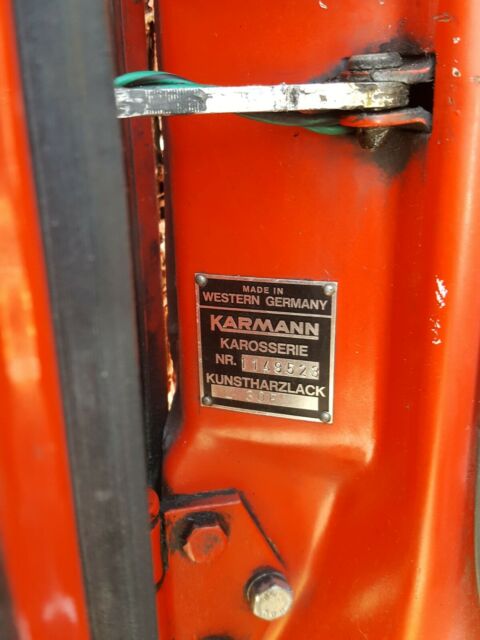 MADE IN
WESTERN GERMANY
KARMANN
KAROSSERIE
NR. 1149523
KUNSTHARZLACK